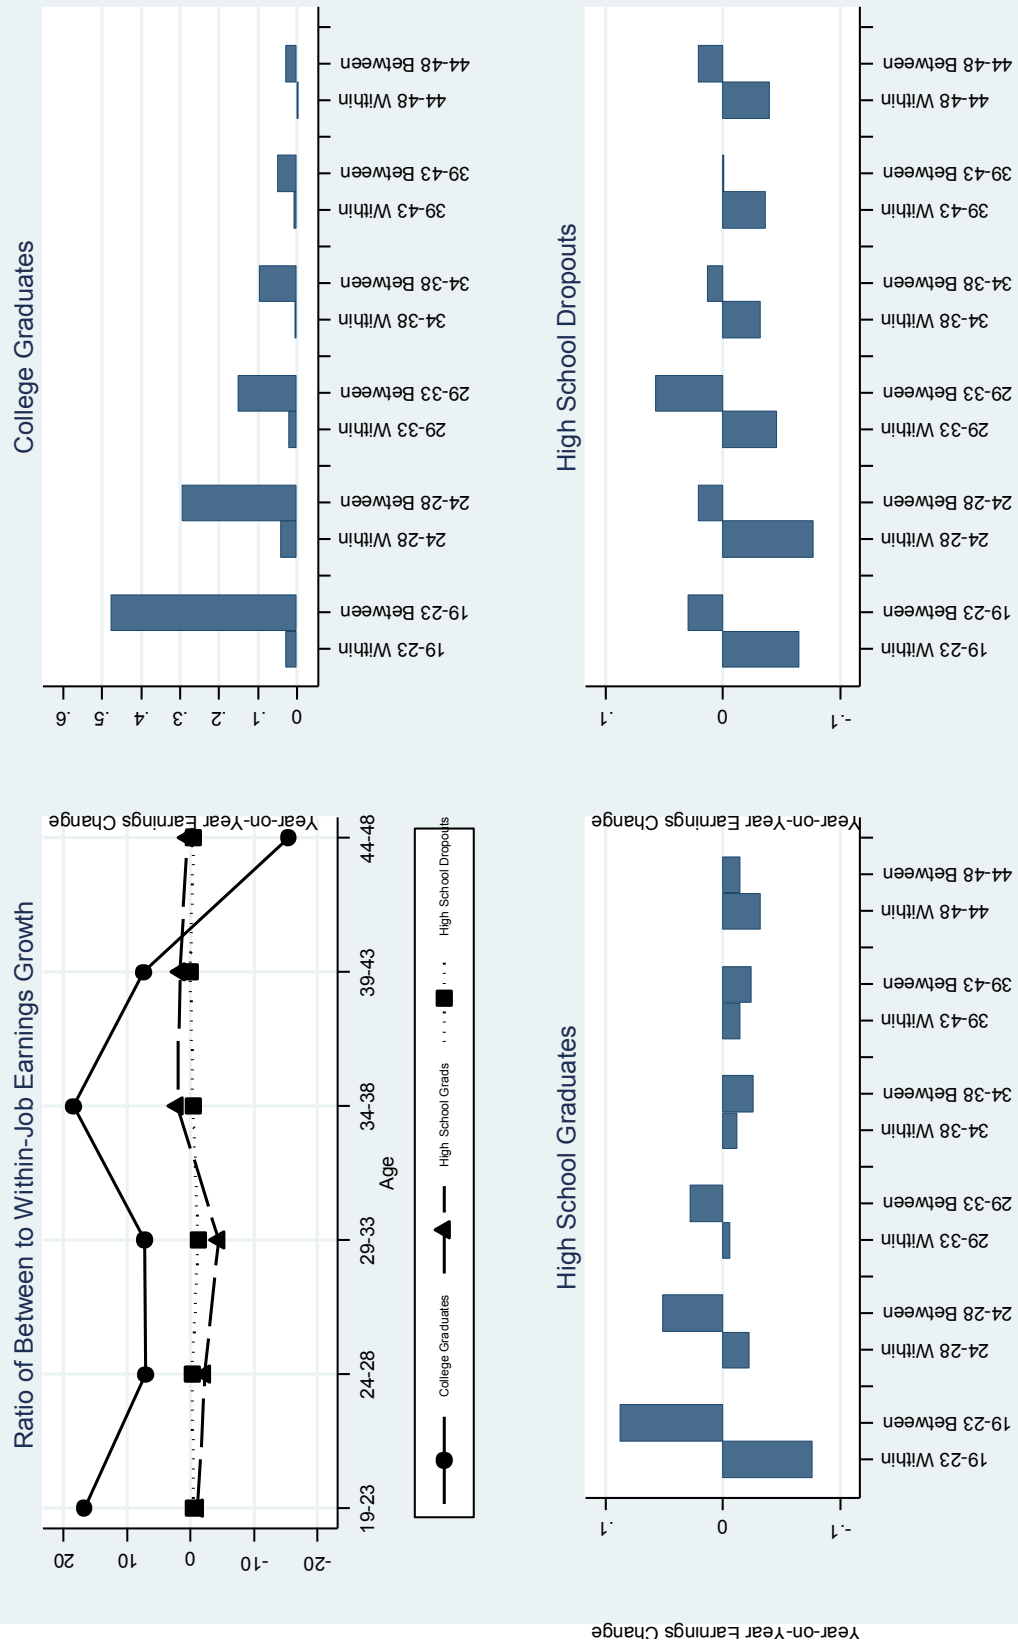 Ratio of Between to Within-Job Earnings Growth
20
10
0
-10
-20
19-23
24-28
29-33
34-38
39-43
44-48
Age
College Graduates
High School Grads
High School Dropouts
College Graduates
Year-on-Year Earnings Change
.6
.5
.4
.3
.2
.1
0
19-23 Within
19-23 Between
24-28 Within
24-28 Between
29-33 Within
29-33 Between
34-38 Within
34-38 Between
39-43 Within
39-43 Between
44-48 Within
44-48 Between
High School Graduates
Year-on-Year Earnings Change
.1
0
-.1
19-23 Within
19-23 Between
24-28 Within
24-28 Between
29-33 Within
29-33 Between
34-38 Within
34-38 Between
39-43 Within
39-43 Between
44-48 Within
44-48 Between
High School Dropouts
Year-on-Year Earnings Change
.1
0
-.1
19-23 Within
19-23 Between
24-28 Within
24-28 Between
29-33 Within
29-33 Between
34-38 Within
34-38 Between
39-43 Within
39-43 Between
44-48 Within
44-48 Between